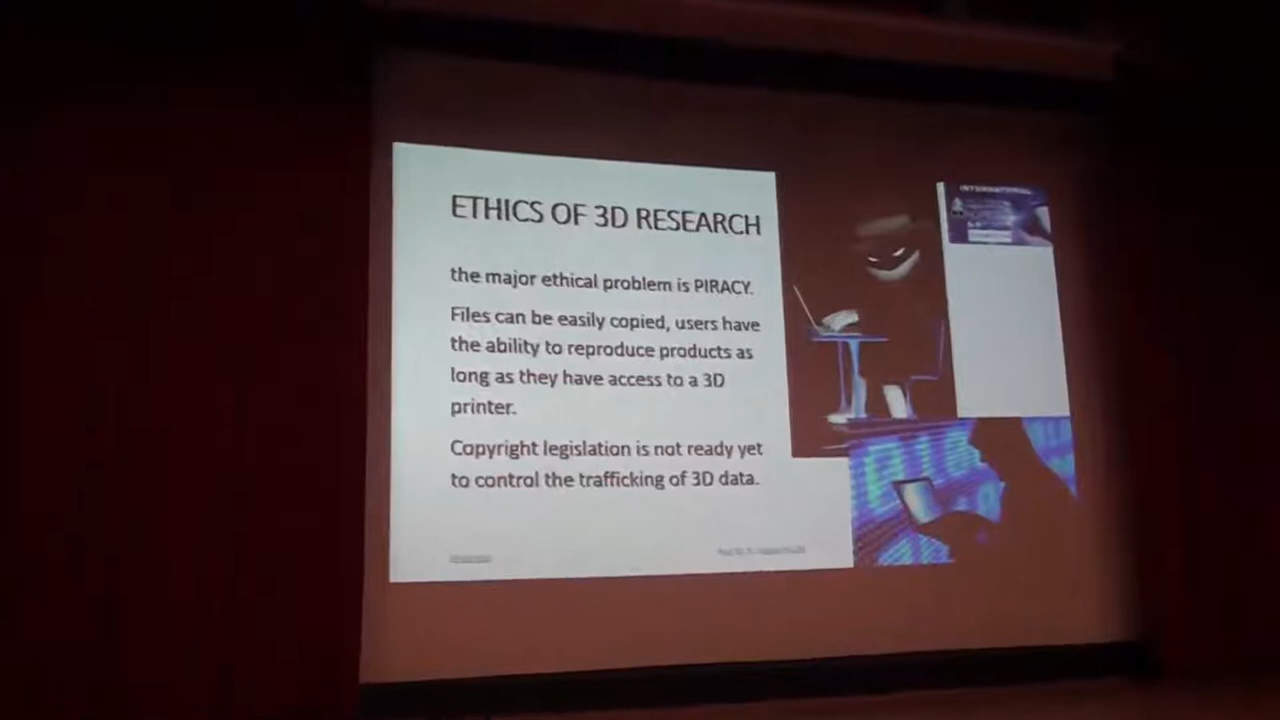 ETHICS OF 3D RESEARCH
the major ethical problem is PIRACY.
Files can be easily copied, users have
the ability to reproduce products as
long as they have access to a 3D
printer.
Copyright legislation is not ready yet
to control the trafficking of 3D data.
INTERNATIONAL